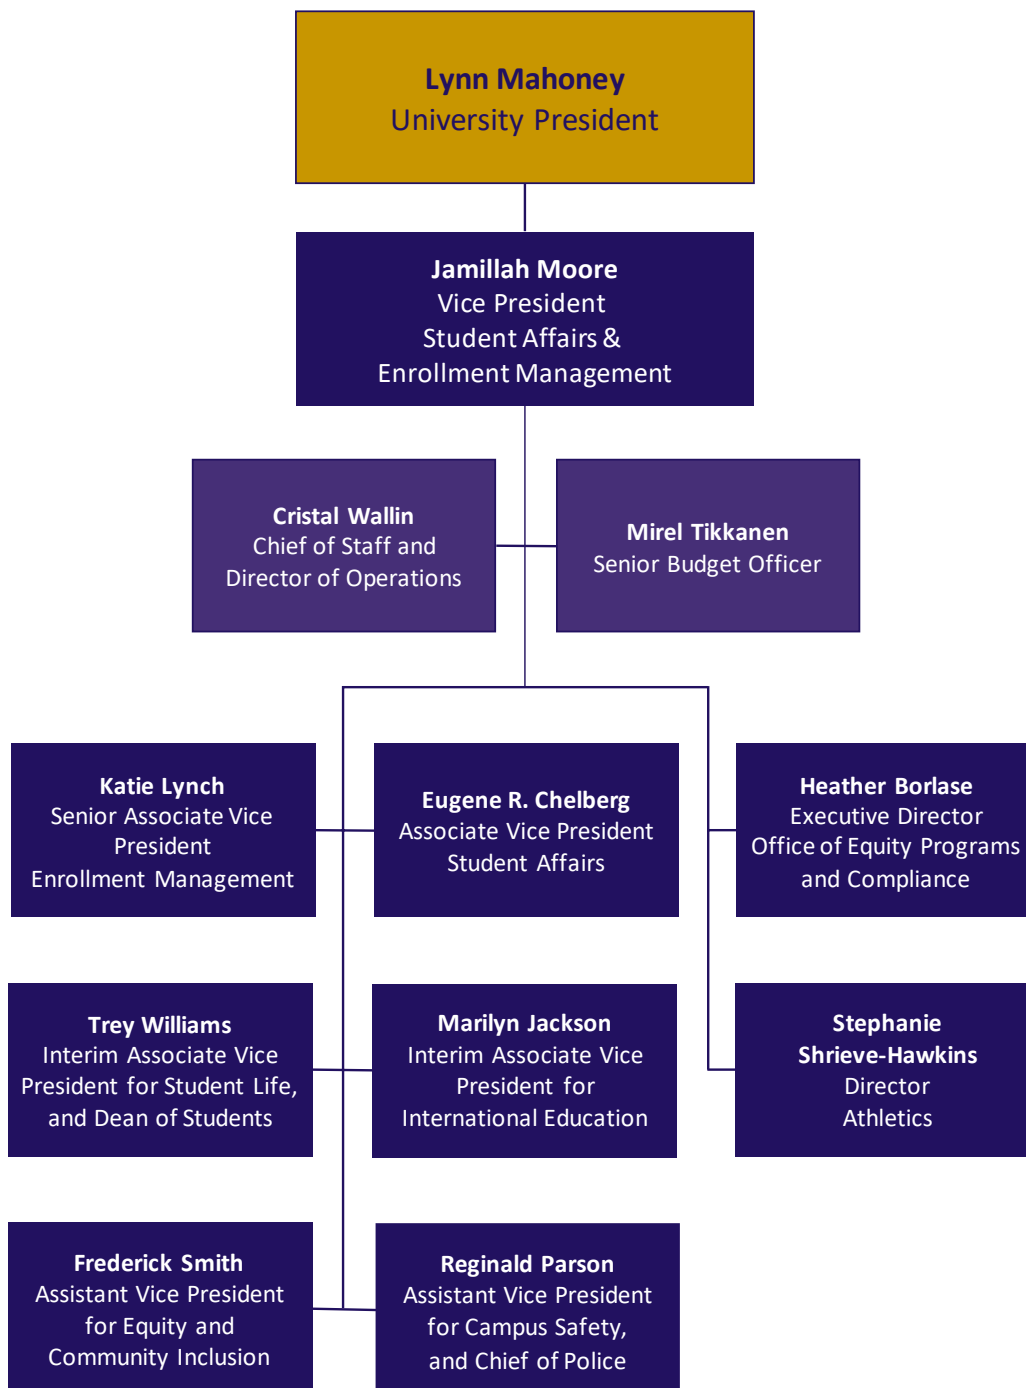 Lynn Mahoney
University President
Jamillah Moore
Vice President
Student Affairs &
Enrollment Management
Cristal Wallin
Chief of Staff and
Director of Operations
Mirel Tikkanen
Senior Budget Officer
Katie Lynch
Senior Associate Vice
President
Enrollment Management
Eugene R. Chelberg
Associate Vice President
Student Affairs
Heather Borlase
Executive Director
Office of Equity Programs
and Compliance
Trey Williams
Interim Associate Vice
President for Student Life,
and Dean of Students
Marilyn Jackson
Interim Associate Vice
President for
International Education
Stephanie
Shrieve-Hawkins
Director
Athletics
Frederick Smith
Assistant Vice President
for Equity and
Community Inclusion
Reginald Parson
Assistant Vice President
for Campus Safety,
and Chief of Police